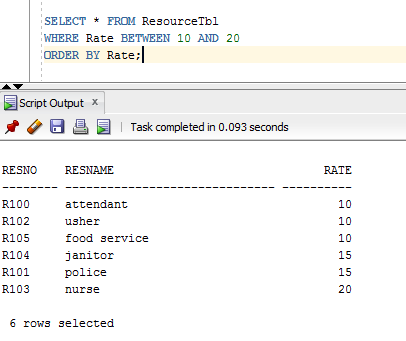 SELECT * FROM ResourceTbl
WHERE Rate BETWEEN 10 AND 20
ORDER BY Rate;
Script Output x
Task completed in 0.093 seconds
RESNO RESNAME RATE
-------- ------------------------------ ----------
R100 attendant 10
R102 usher 10
R105 food service 10
R104 janitor 15
R101 police 15
R103 nurse 20
6 rows selected